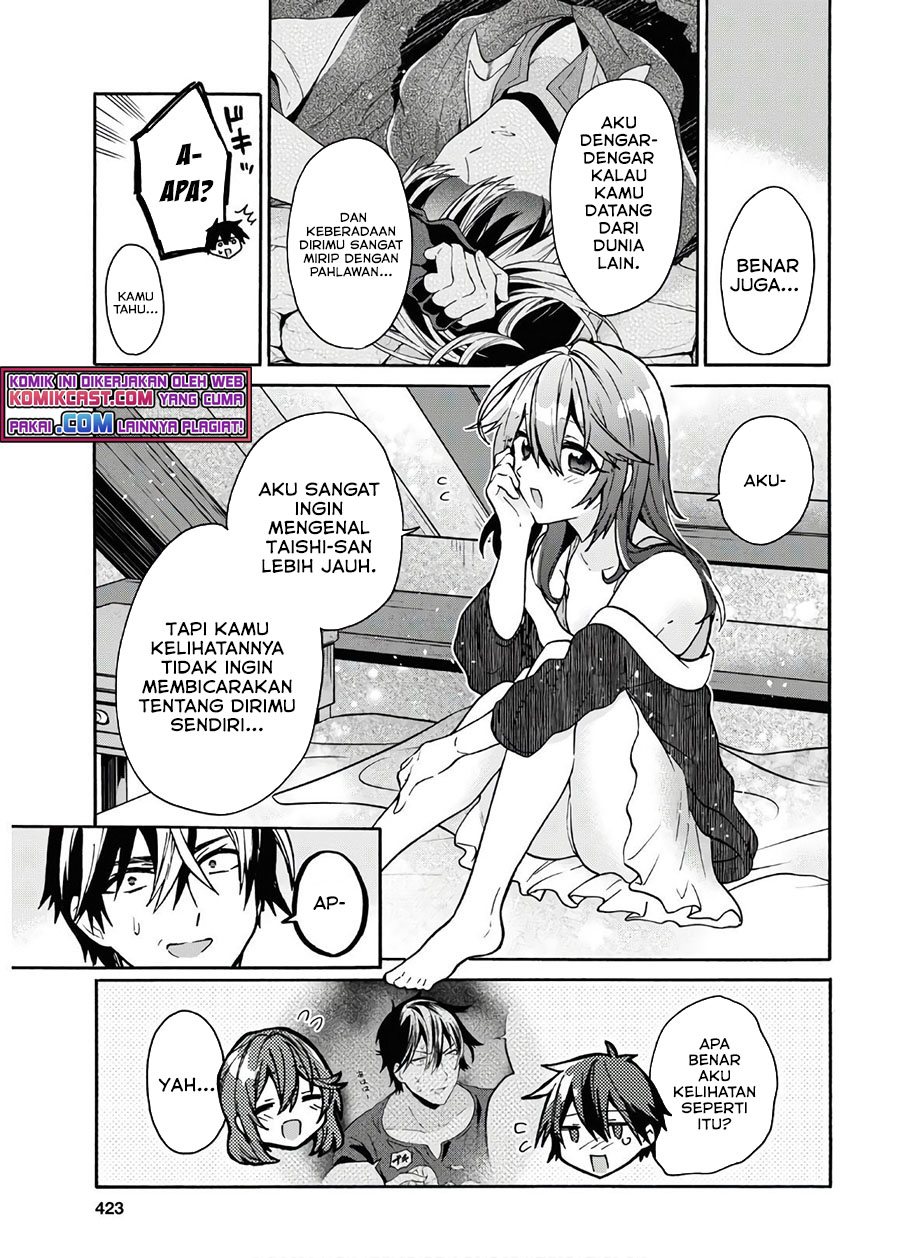 BENAR
JUGA...
AKU
DENGAR-
DENGAR
KALAU
KAMU
DATANG
DARI
DUNIA
LAIN.
DAN
KEBERADAAN
DIRIMU SANGAT
MIRIP DENGAN
PAHLAWAN...
ドキッ
A-
APA?
KAMU
TAHU...
KOMIK INI DIKERJAKAN OLEH WEB
KOMIKCAST.COM YANG CUMA
PAKAI .COM LAINNYA PLAGIAT!
AKU-
AKU SANGAT
INGIN
MENGENAL
TAISHI-SAN
LEBIH JAUH.
TAPI KAMU
KELIHATANNYA
TIDAK INGIN
MEMBICARAKAN
TENTANG DIRIMU
SENDIRI...
AP-
APA
BENAR
AKU
KELIHATAN
SEPERTI
ITU?
YAH...
423